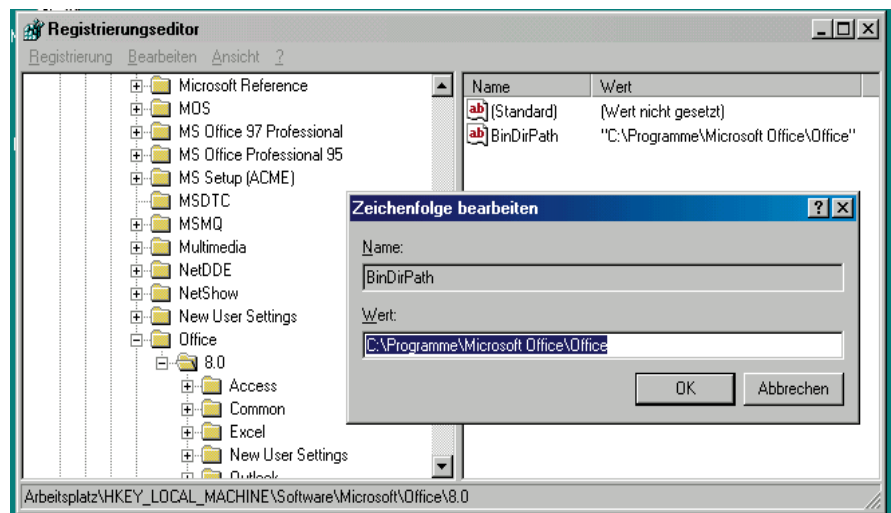 Registrierungseditor
Registrierung Bearbeiten Ansicht ?
Microsoft Reference
MOS
MS Office 97 Professional
MS Office Professional 95
MS Setup (ACME)
MSDTC
MSMQ
Multimedia
NetDDE
NetShow
New User Settings
Office
8.0
Access
Common
Excel
New User Settings
Outlook
Name Wert
(Standard) (Wert nicht gesetzt)
BinDirPath "C:\Programme\Microsoft Office\Office"
Zeichenfolge bearbeiten
Name:
BinDirPath
Wert:
C:\Programme\Microsoft Office\Office
OK Abbrechen
Arbeitsplatz\HKEY_LOCAL_MACHINE\Software\Microsoft\Office\8.0